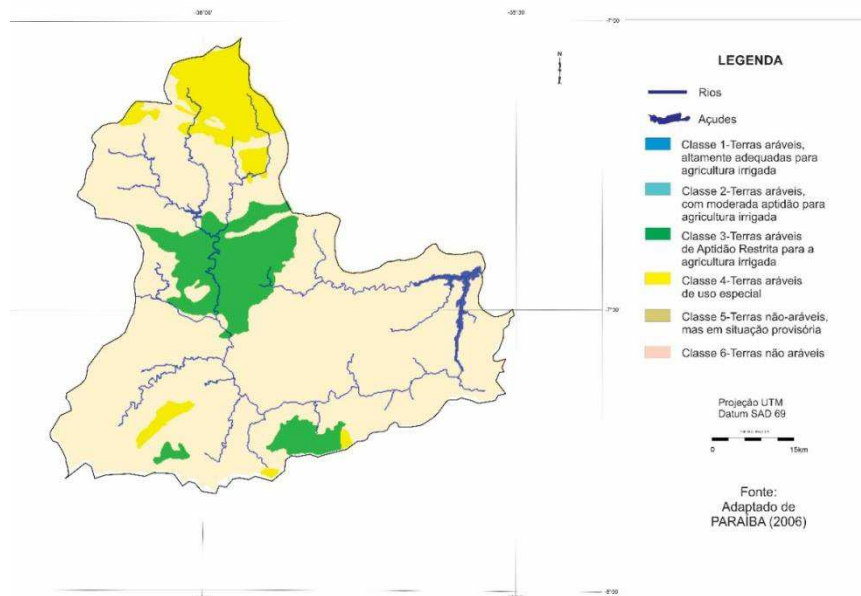 -36°00'
-35°30'
-7°00'
N
LEGENDA
Rios
Açudes
Classe 1-Terras aráveis,
altamente adequadas para
agricultura irrigada
Classe 2-Terras aráveis,
com moderada aptidão para
agricultura irrigada
Classe 3-Terras aráveis
de Aptidão Restrita para a
agricultura irrigada
Classe 4-Terras aráveis
de uso especial
-7°30'
Classe 5-Terras não-aráveis,
mas em situação provisória
Classe 6-Terras não aráveis
Projeção UTM
Datum SAD 69
0 15km
Fonte:
Adaptado de
PARAÍBA (2006)